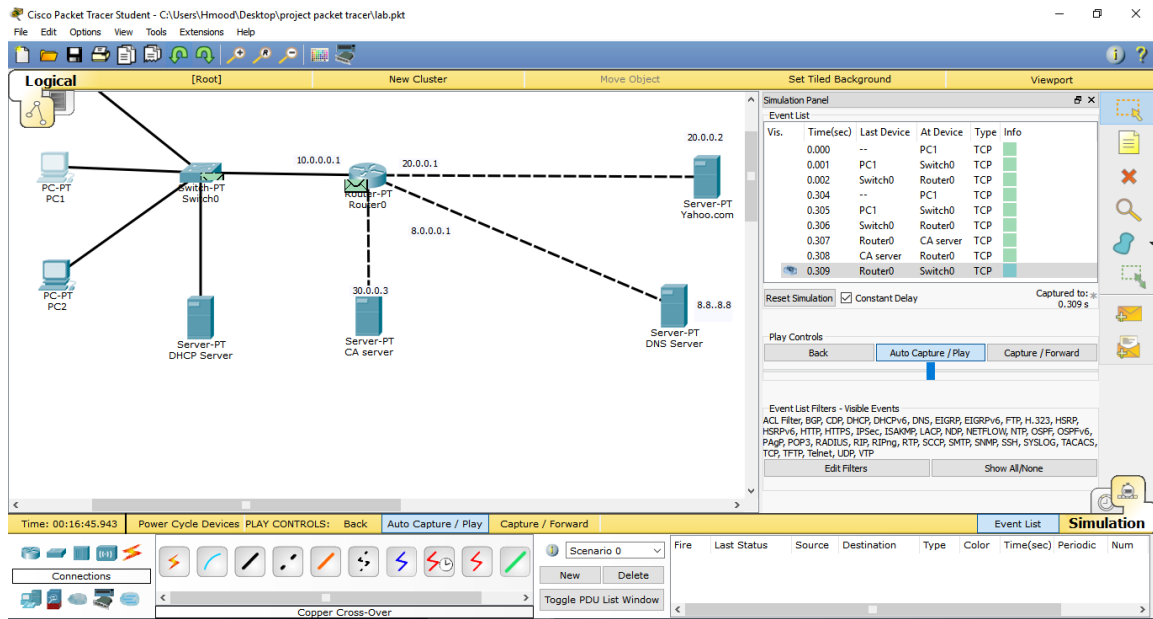 Cisco Packet Tracer Student - C:\Users\Hmood\Desktop\project packet tracer\lab.pkt
File Edit Options View Tools Extensions Help
Logical [Root] New Cluster Move Object Set Tiled Background Viewport
PC-PT
PC1
PC-PT
PC2
Switch-PT
Switch0
10.0.0.0.1
20.0.0.1
Router-PT
Router0
8.0.0.0.1
20.0.0.2
Server-PT
Yahoo.com
Server-PT
DHCP Server
30.0.0.3
Server-PT
CA server
8.8..8.8
Server-PT
DNS Server
Simulation Panel
Event List
Vis. Time(sec) Last Device At Device Type Info
0.000 -- PC1 TCP
0.001 PC1 Switch0 TCP
0.002 Switch0 Router0 TCP
0.304 -- PC1 TCP
0.305 PC1 Switch0 TCP
0.306 Switch0 Router0 TCP
0.307 Router0 CA server TCP
0.308 CA server Router0 TCP
0.309 Router0 Switch0 TCP
Reset Simulation Constant Delay Captured to: *
0.309 s
Play Controls
Back Auto Capture / Play Capture / Forward
Event List Filters - Visible Events
ACL Filter, BGP, CDP, DHCP, DHCPv6, DNS, EIGRP, EIGRPv6, FTP, H.323, HSRP,
HSRPv6, HTTP, HTTPS, IPSec, ISAKMP, LACP, NDP, NETFLOW, NTP, OSPF, OSPFv6,
PAgP, POP3, RADIUS, RIP, RIPng, RTP, SCCP, SMTP, SNMP, SSH, SYSLOG, TACACS,
TCP, TFTP, Telnet, UDP, VTP
Edit Filters Show All/None
Time: 00:16:45.943 Power Cycle Devices PLAY CONTROLS: Back Auto Capture / Play Capture / Forward Event List Simulation
Connections
Copper Cross-Over
Scenario 0
New Delete
Toggle PDU List Window
Fire Last Status Source Destination Type Color Time(sec) Periodic Num